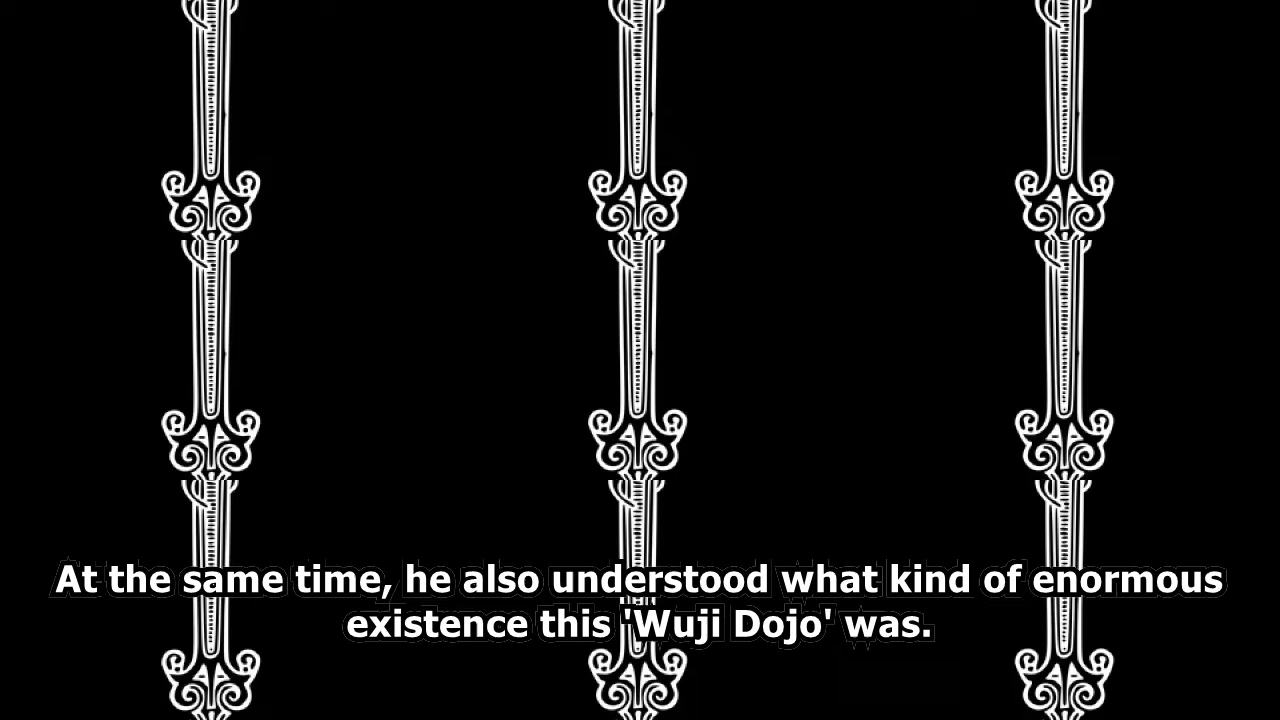 At the same time, he also understood what kind of enormous
existence this 'Wuji Dojo' was.